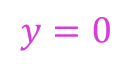 y = 0